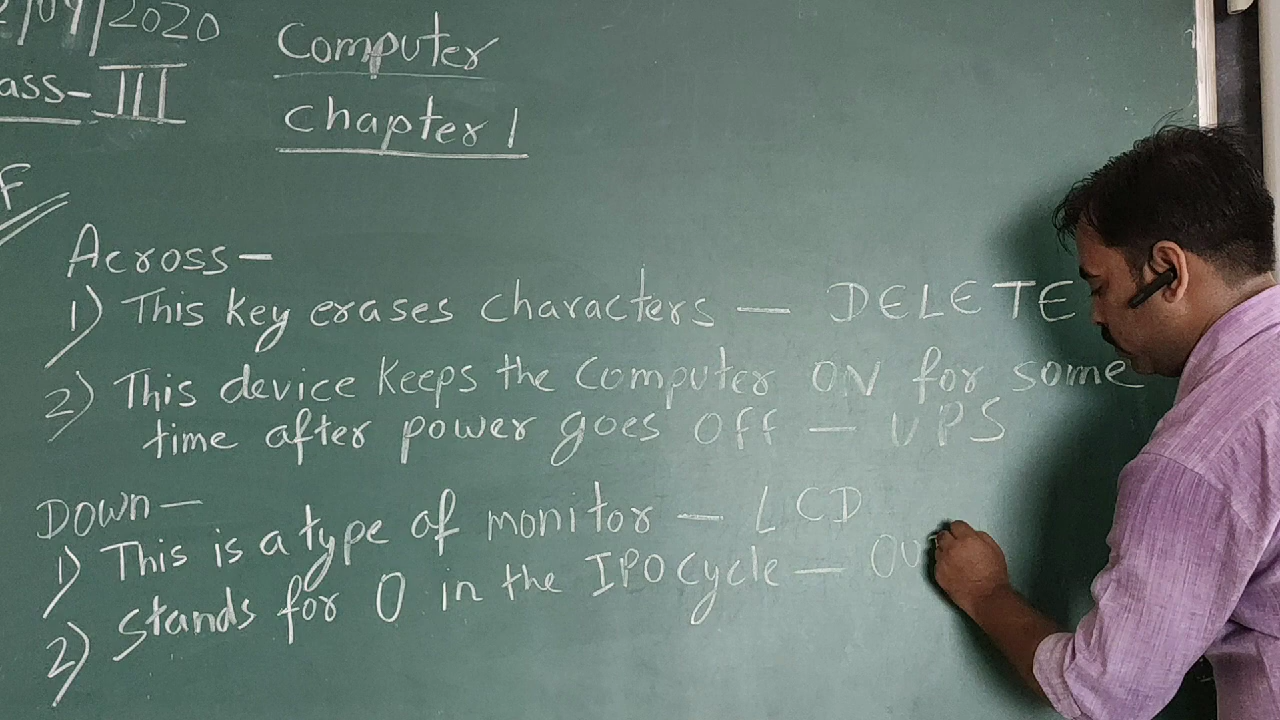 /09/2020
Computer
ass- III
Chapter 1
F
Across-
1) This key erases characters — DELETE
2) This device keeps the Computer ON for some
time after power goes Off — UPS
Down-
1) This is a type of monitor — LCD
2) Stands for O in the IPO cycle — OU